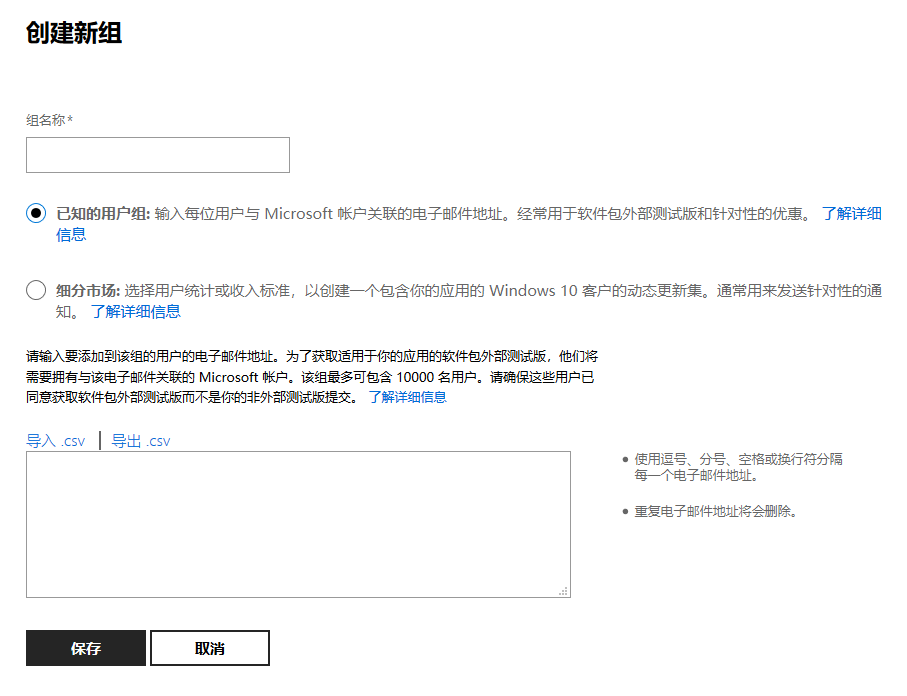 创建新组
组名称*
已知的用户组: 输入每位用户与 Microsoft 帐户关联的电子邮件地址。经常用于软件包外部测试版和针对性的优惠。 了解详细
信息
细分市场: 选择用户统计或收入标准，以创建一个包含你的应用的 Windows 10 客户的动态更新集。通常用来发送针对性的通
知。 了解详细信息
请输入要添加到该组的用户的电子邮件地址。为了获取适用于你的应用的软件包外部测试版，他们将
需要拥有与该电子邮件关联的 Microsoft 帐户。该组最多可包含 10000 名用户。请确保这些用户已
同意获取软件包外部测试版而不是你的非外部测试版提交。 了解详细信息
导入 .csv | 导出 .csv
• 使用逗号、分号、空格或换行符分隔
每一个电子邮件地址。
• 重复电子邮件地址将会删除。
保存 取消